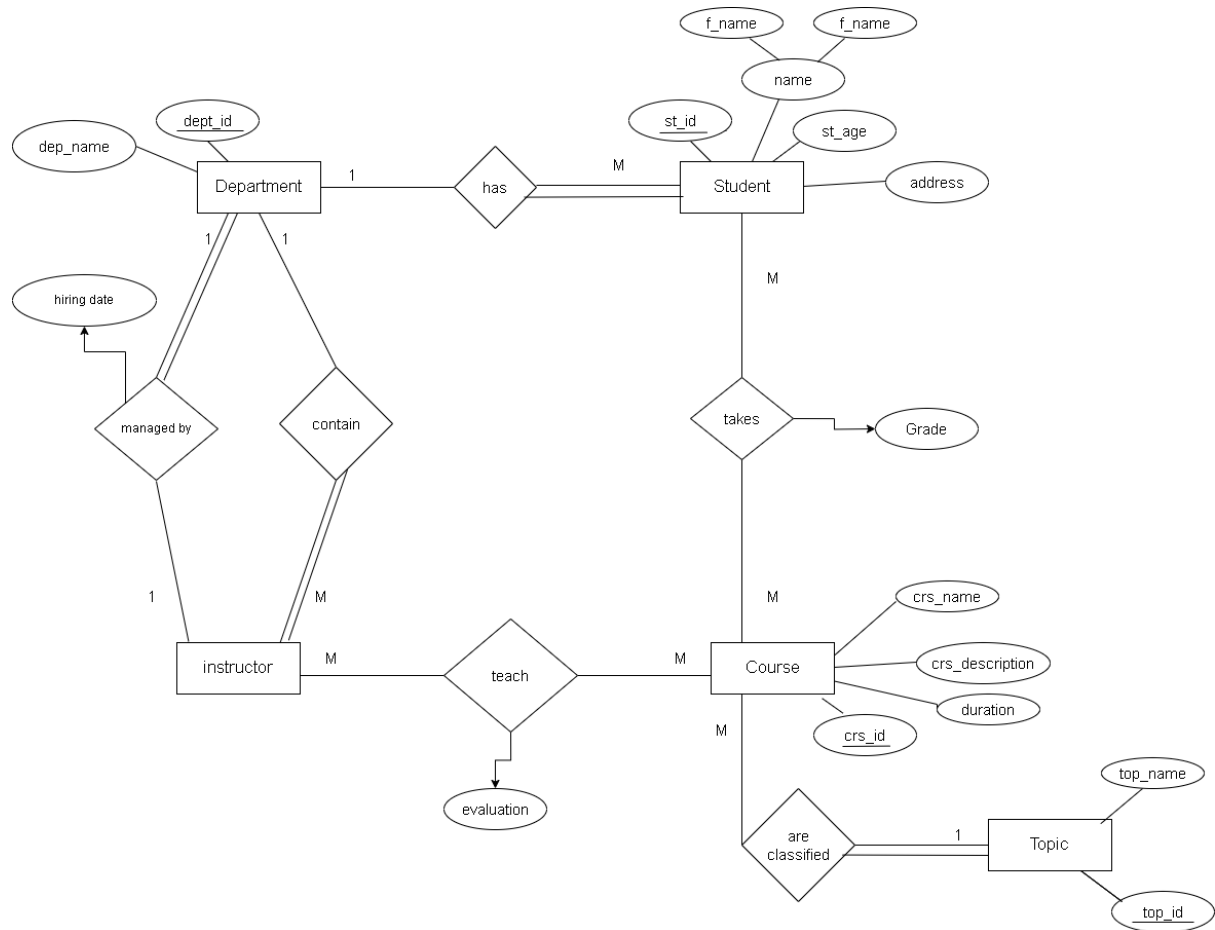 f_name
f_name
name
dept_id
st_id
st_age
dep_name
Department
1
has
M
Student
address
1
1
M
hiring date
managed by
contain
takes
Grade
1
M
M
crs_name
instructor
M
teach
M
Course
crs_description
duration
M
crs_id
evaluation
top_name
are
classified
1
Topic
top_id